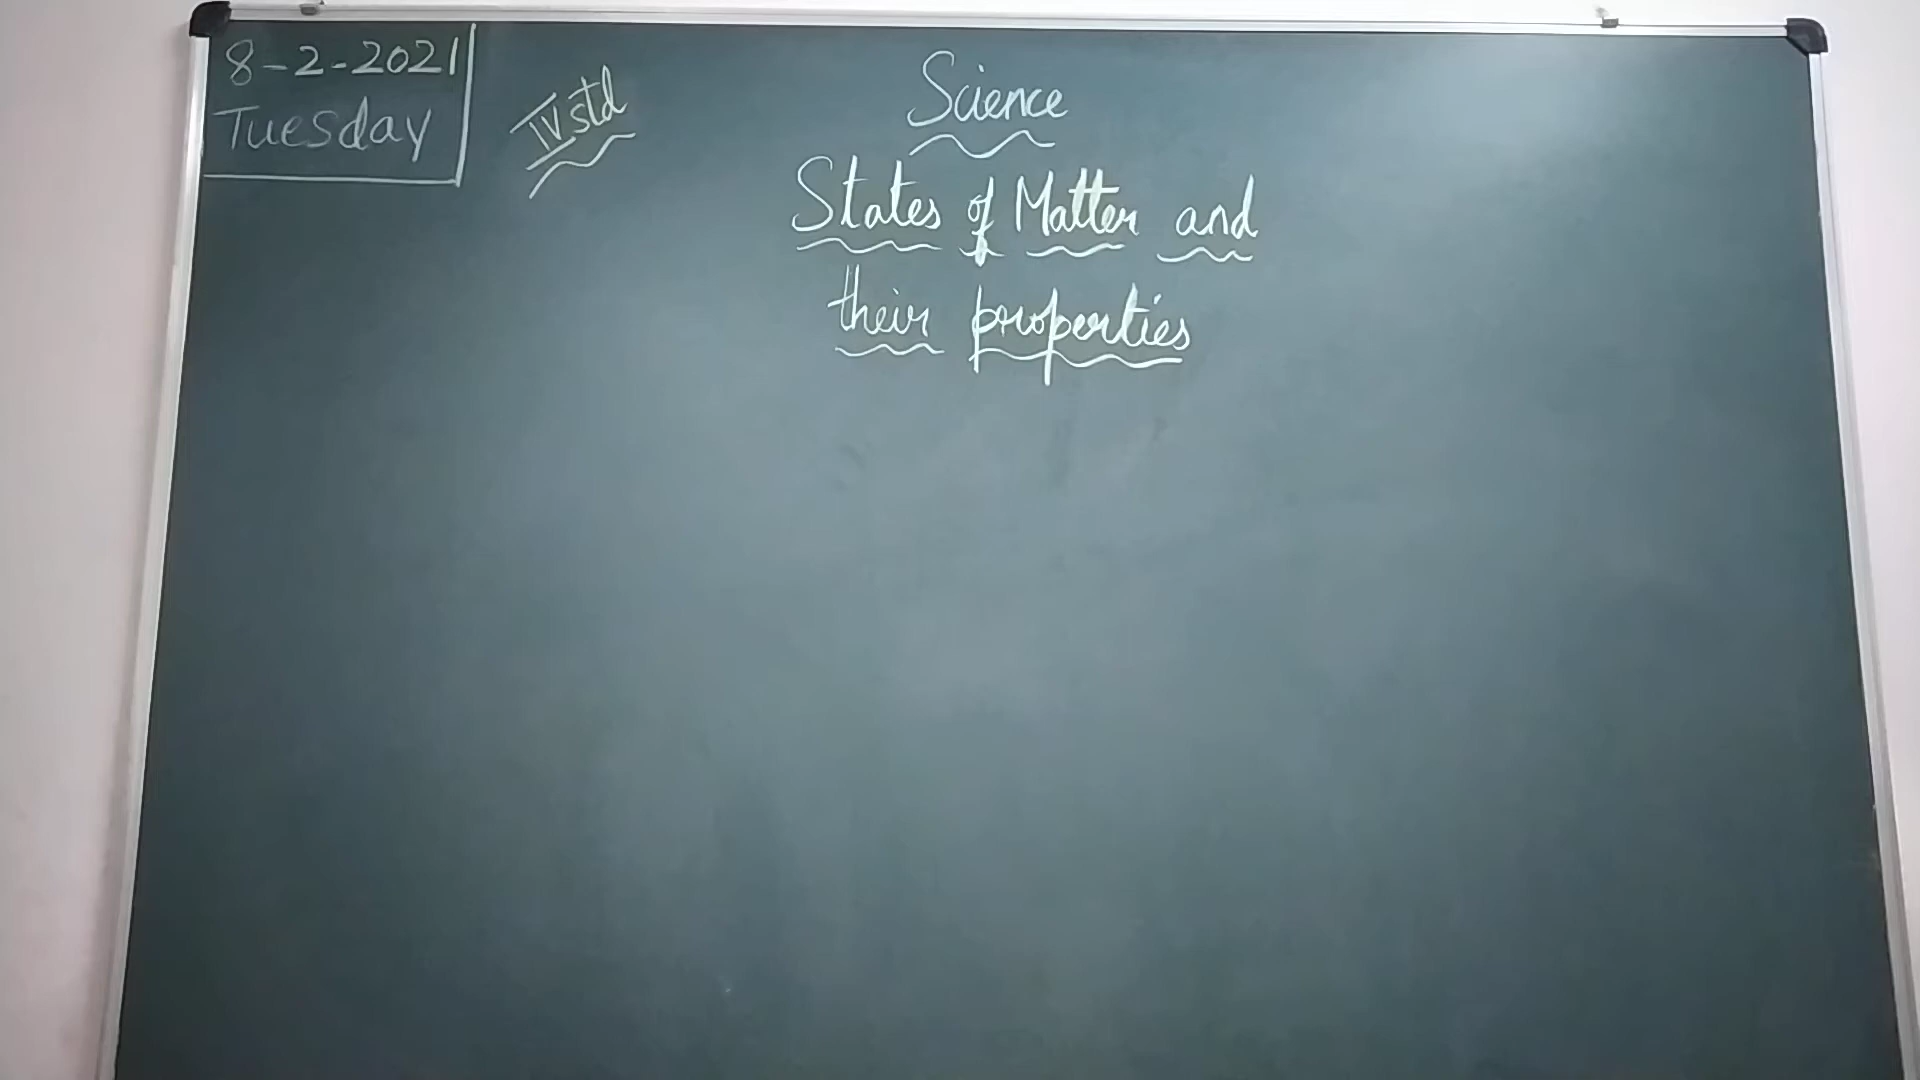 8-2-2021
Tuesday
IV std
Science
States of Matter and
their properties